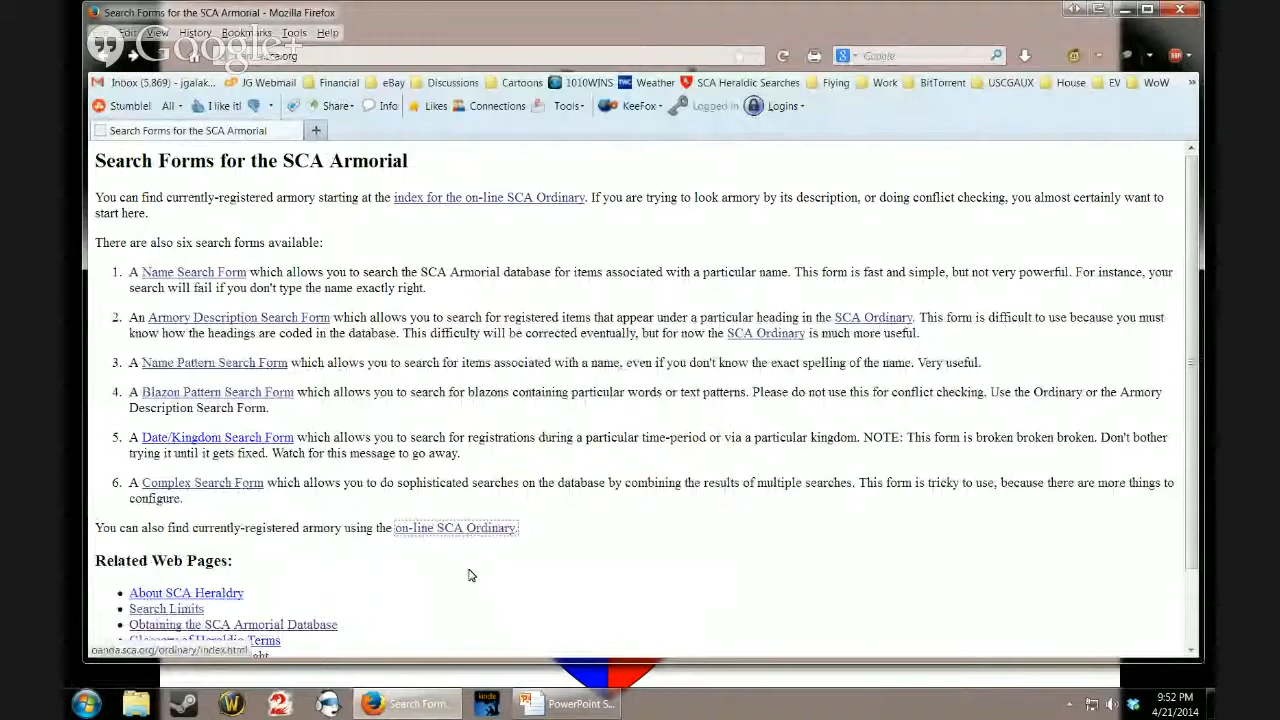 Search Forms for the SCA Armorial - Mozilla Firefox
Edit View History Bookmarks Tools Help
Google+
Google
Inbox (5,869) - jgalak... JG Webmail Financial eBay Discussions Cartoons 1010WINS Weather SCA Heraldic Searches Flying Work BitTorrent USCGAUX House EV WoW
Stumble! All I like it! Share Info Likes Connections Tools KeeFox Logged in Logins
Search Forms for the SCA Armorial
Search Forms for the SCA Armorial
You can find currently-registered armory starting at the index for the on-line SCA Ordinary. If you are trying to look armory by its description, or doing conflict checking, you almost certainly want to
start here.
There are also six search forms available:
1. A Name Search Form which allows you to search the SCA Armorial database for items associated with a particular name. This form is fast and simple, but not very powerful. For instance, your
search will fail if you don't type the name exactly right.
2. An Armory Description Search Form which allows you to search for registered items that appear under a particular heading in the SCA Ordinary. This form is difficult to use because you must
know how the headings are coded in the database. This difficulty will be corrected eventually, but for now the SCA Ordinary is much more useful.
3. A Name Pattern Search Form which allows you to search for items associated with a name, even if you don't know the exact spelling of the name. Very useful.
4. A Blazon Pattern Search Form which allows you to search for blazons containing particular words or text patterns. Please do not use this for conflict checking. Use the Ordinary or the Armory
Description Search Form.
5. A Date/Kingdom Search Form which allows you to search for registrations during a particular time-period or via a particular kingdom. NOTE: This form is broken broken broken. Don't bother
trying it until it gets fixed. Watch for this message to go away.
6. A Complex Search Form which allows you to do sophisticated searches on the database by combining the results of multiple searches. This form is tricky to use, because there are more things to
configure.
You can also find currently-registered armory using the on-line SCA Ordinary.
Related Web Pages:
• About SCA Heraldry
• Search Limits
• Obtaining the SCA Armorial Database
• Glossary of Heraldic Terms
oanda.sca.org/ordinary/index.html
Search Form... kindle PowerPoint S...
9:52 PM
4/21/2014